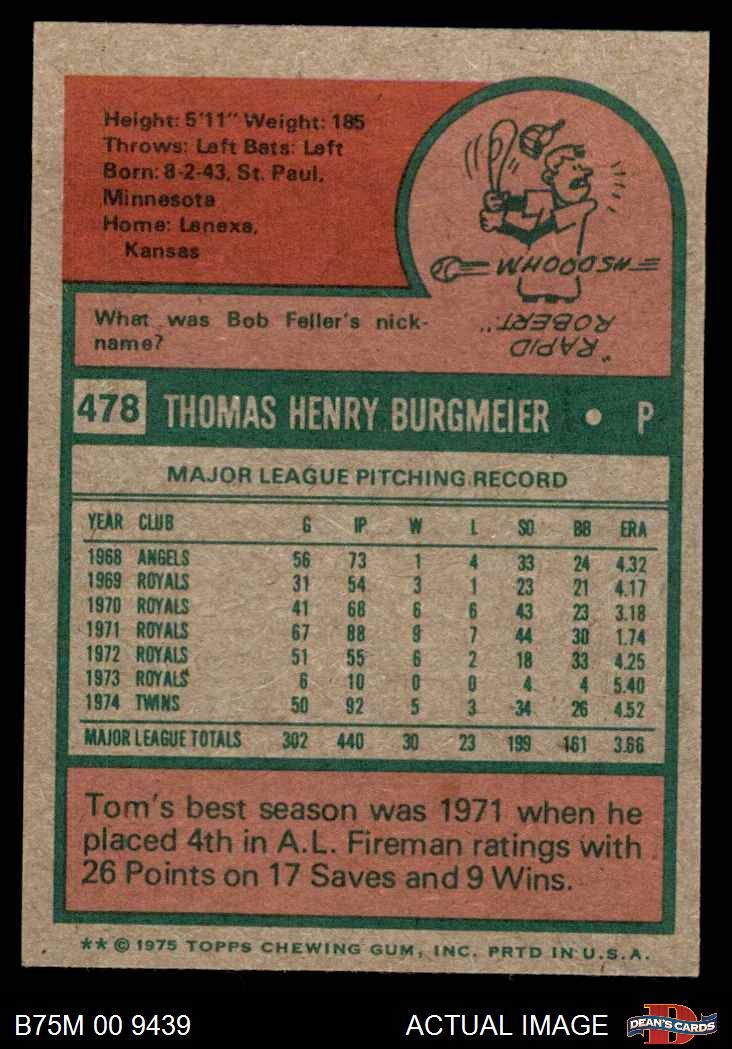 Height: 5'11" Weight: 185
Throws: Left Bats: Left
Born: 8-2-43, St. Paul,
Minnesota
Home: Lenexa,
Kansas
WHOOOSH
"RAPID
ROBERT"
What was Bob Feller's nick-
name?
478 THOMAS HENRY BURGMEIER • P
MAJOR LEAGUE PITCHING RECORD
YEAR CLUB G IP W L SO BB ERA
1968 ANGELS 56 73 1 4 33 24 4.32
1969 ROYALS 31 54 3 1 23 21 4.17
1970 ROYALS 41 68 6 6 43 23 3.18
1971 ROYALS 67 88 9 7 44 30 1.74
1972 ROYALS 51 55 6 2 18 33 4.25
1973 ROYALS 6 10 0 0 4 4 5.40
1974 TWINS 50 92 5 3 34 26 4.52
MAJOR LEAGUE TOTALS 302 440 30 23 199 161 3.66
Tom's best season was 1971 when he
placed 4th in A.L. Fireman ratings with
26 Points on 17 Saves and 9 Wins.
** © 1975 TOPPS CHEWING GUM, INC. PRTD IN U.S.A.
B75M 00 9439 ACTUAL IMAGE DEAN'S CARDS